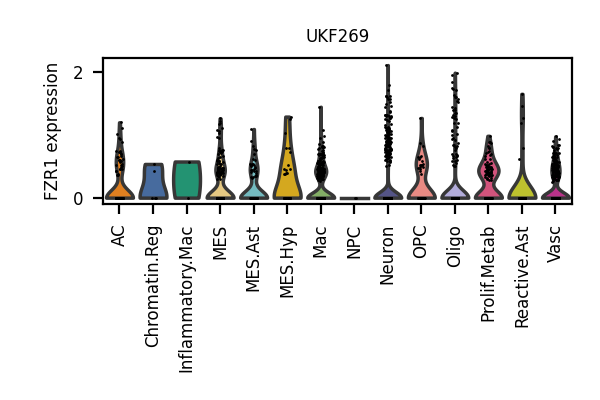 UKF269
FZR1 expression
2
0
AC
Chromatin.Reg
Inflammatory.Mac
MES
MES.Ast
MES.Hyp
Mac
NPC
Neuron
OPC
Oligo
Prolif.Metab
Reactive.Ast
Vasc